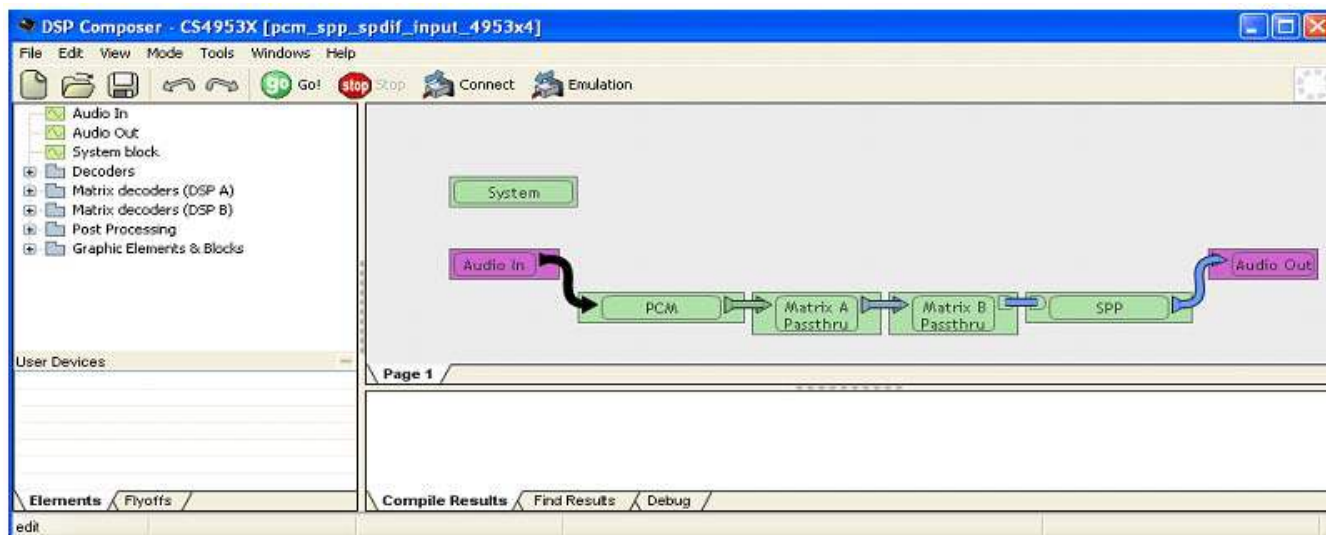 DSP Composer - CS4953X [pcm_spp_spdif_input_4953x4]
File Edit View Mode Tools Windows Help
go Go! stop Stop Connect Emulation
Audio In
Audio Out
System block
Decoders
Matrix decoders (DSP A)
Matrix decoders (DSP B)
Post Processing
Graphic Elements & Blocks
System
Audio In
Audio Out
PCM
Matrix A
Passthru
Matrix B
Passthru
SPP
User Devices
Page 1
Elements Flyoffs
Compile Results Find Results Debug
edit